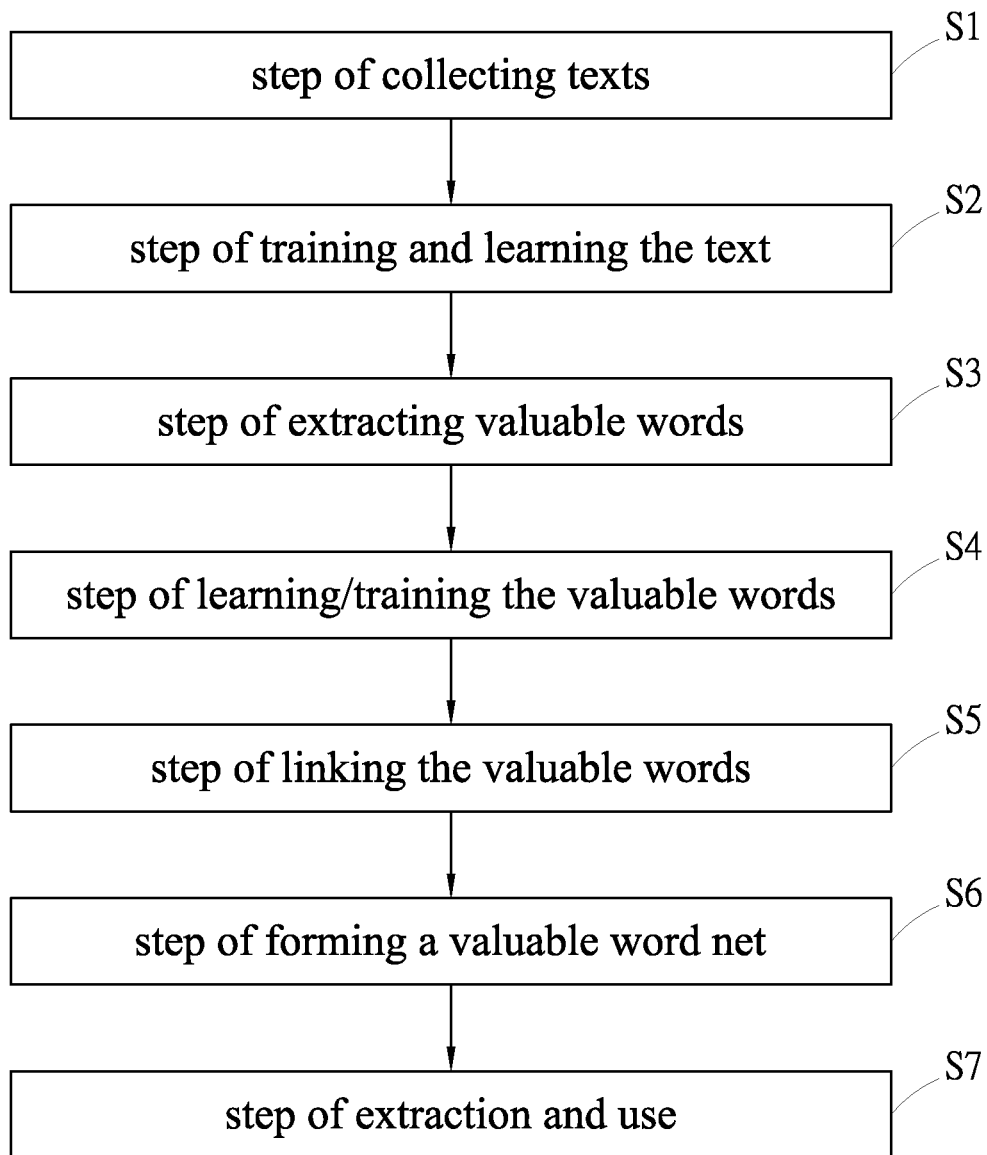 S1
step of collecting texts
S2
step of training and learning the text
S3
step of extracting valuable words
S4
step of learning/training the valuable words
S5
step of linking the valuable words
S6
step of forming a valuable word net
S7
step of extraction and use